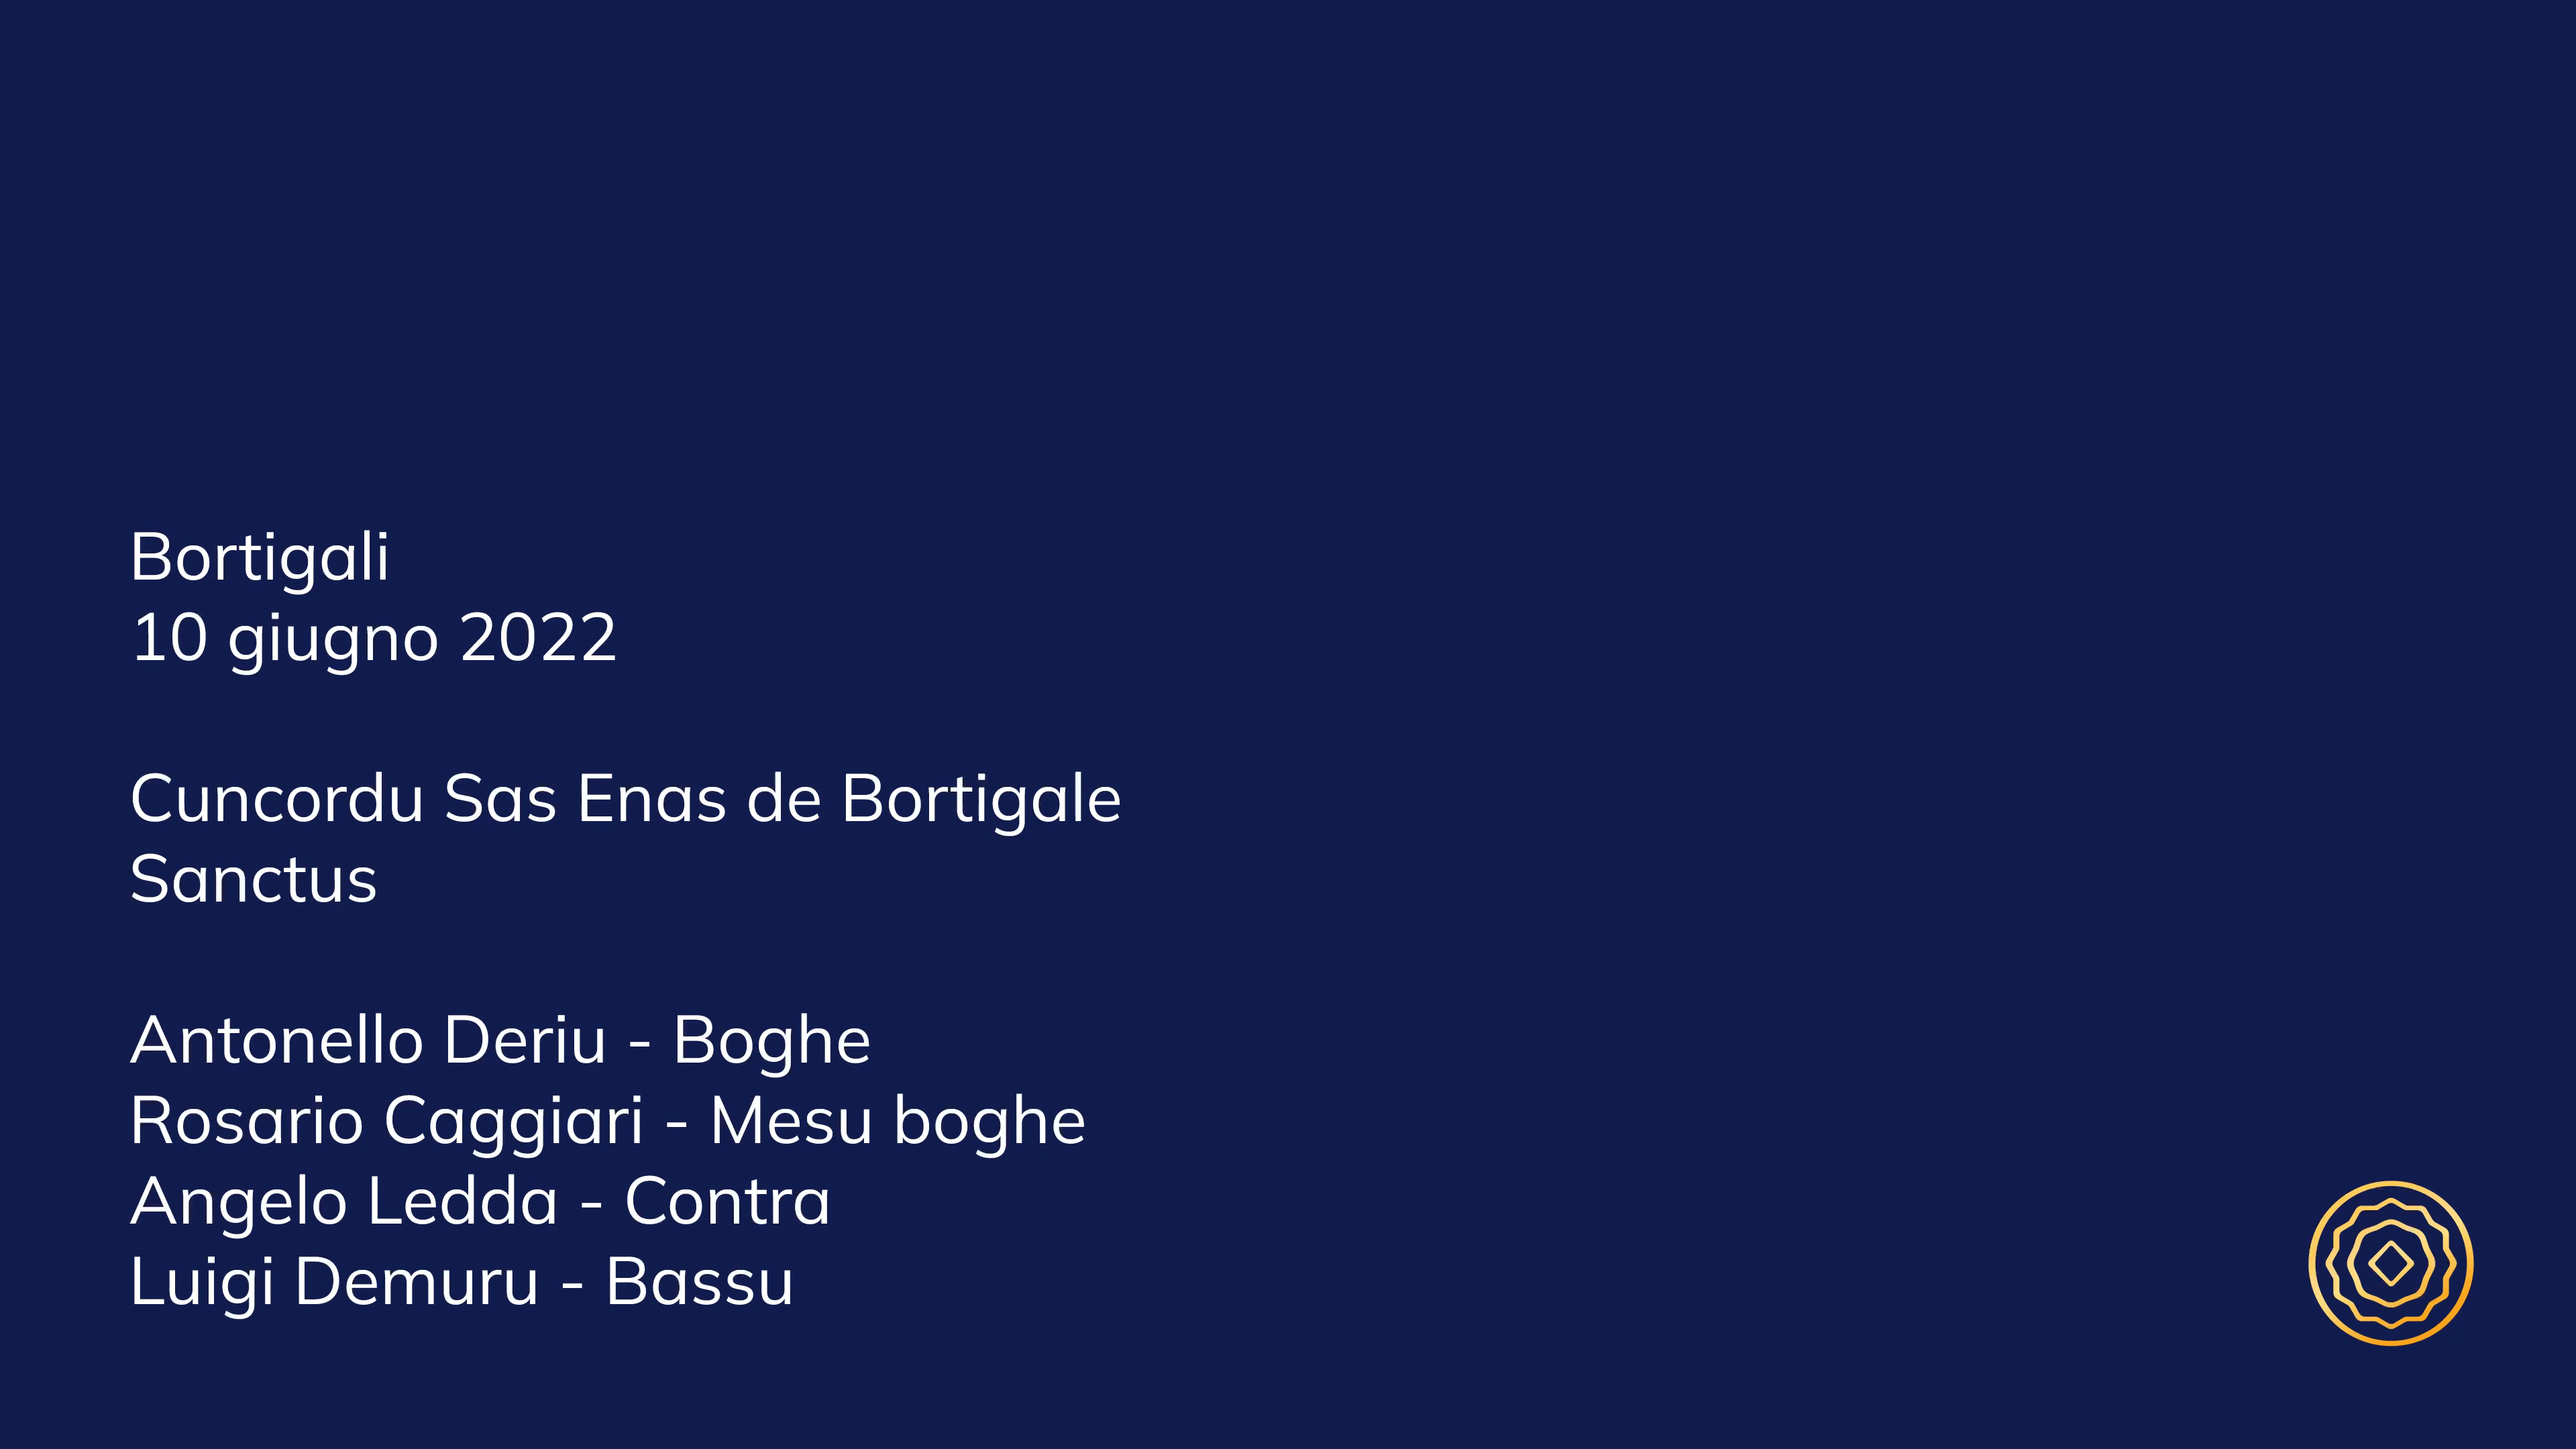 Bortigali
10 giugno 2022
Cuncordu Sas Enas de Bortigale
Sanctus
Antonello Deriu - Boghe
Rosario Caggiari - Mesu boghe
Angelo Ledda - Contra
Luigi Demuru - Bassu